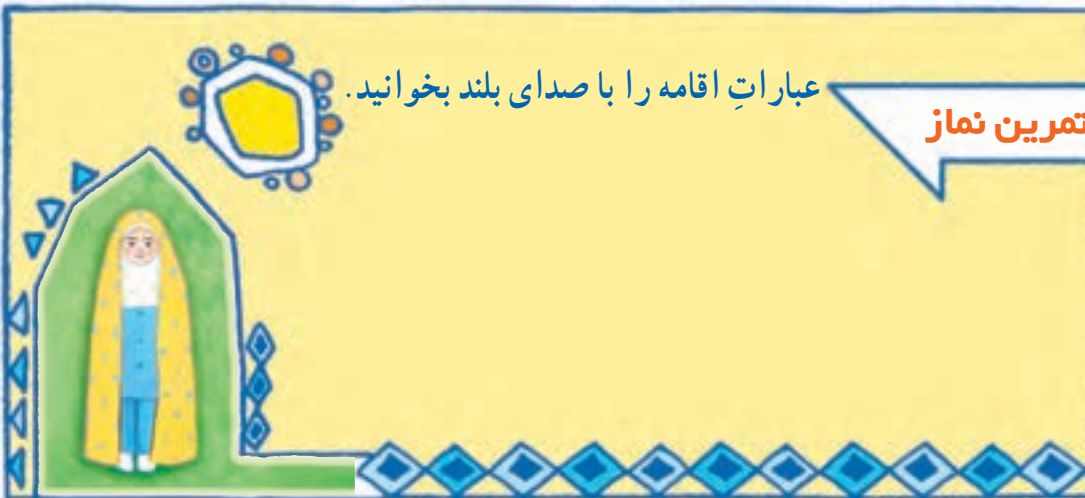 تمرین نماز
عباراتِ اقامه را با صدای بلند بخوانید.